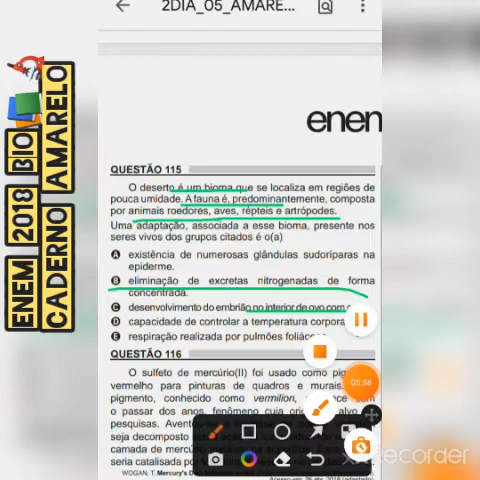 2DIA_05_AMARE...
ENEM 2018 BIO
CADERNO AMARELO
enem
QUESTÃO 115
O deserto é um bioma que se localiza em regiões de
pouca umidade. A fauna é, predominantemente, composta
por animais roedores, aves, répteis e artrópodes.
Uma adaptação, associada a esse bioma, presente nos
seres vivos dos grupos citados é o(a)
A existência de numerosas glândulas sudoríparas na
epiderme.
B eliminação de excretas nitrogenadas de forma
concentrada.
C desenvolvimento do embrião no interior de ovo com
D capacidade de controlar a temperatura corpora
E respiração realizada por pulmões foliác
05:58
QUESTÃO 116
O sulfeto de mercúrio(II) foi usado como
vermelho para pinturas de quadros e murais.
pigmento, conhecido como vermilion,
o passar dos anos, fenômeno cuja
pesquisas.
seja decomposto
camada de
seria catalisada
WOGAN, T. Mercury's
Recorder